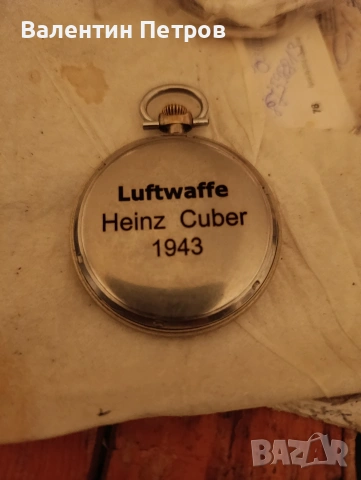 Валентин Петров
Luftwaffe
Heinz Cuber
1943
BAZAR